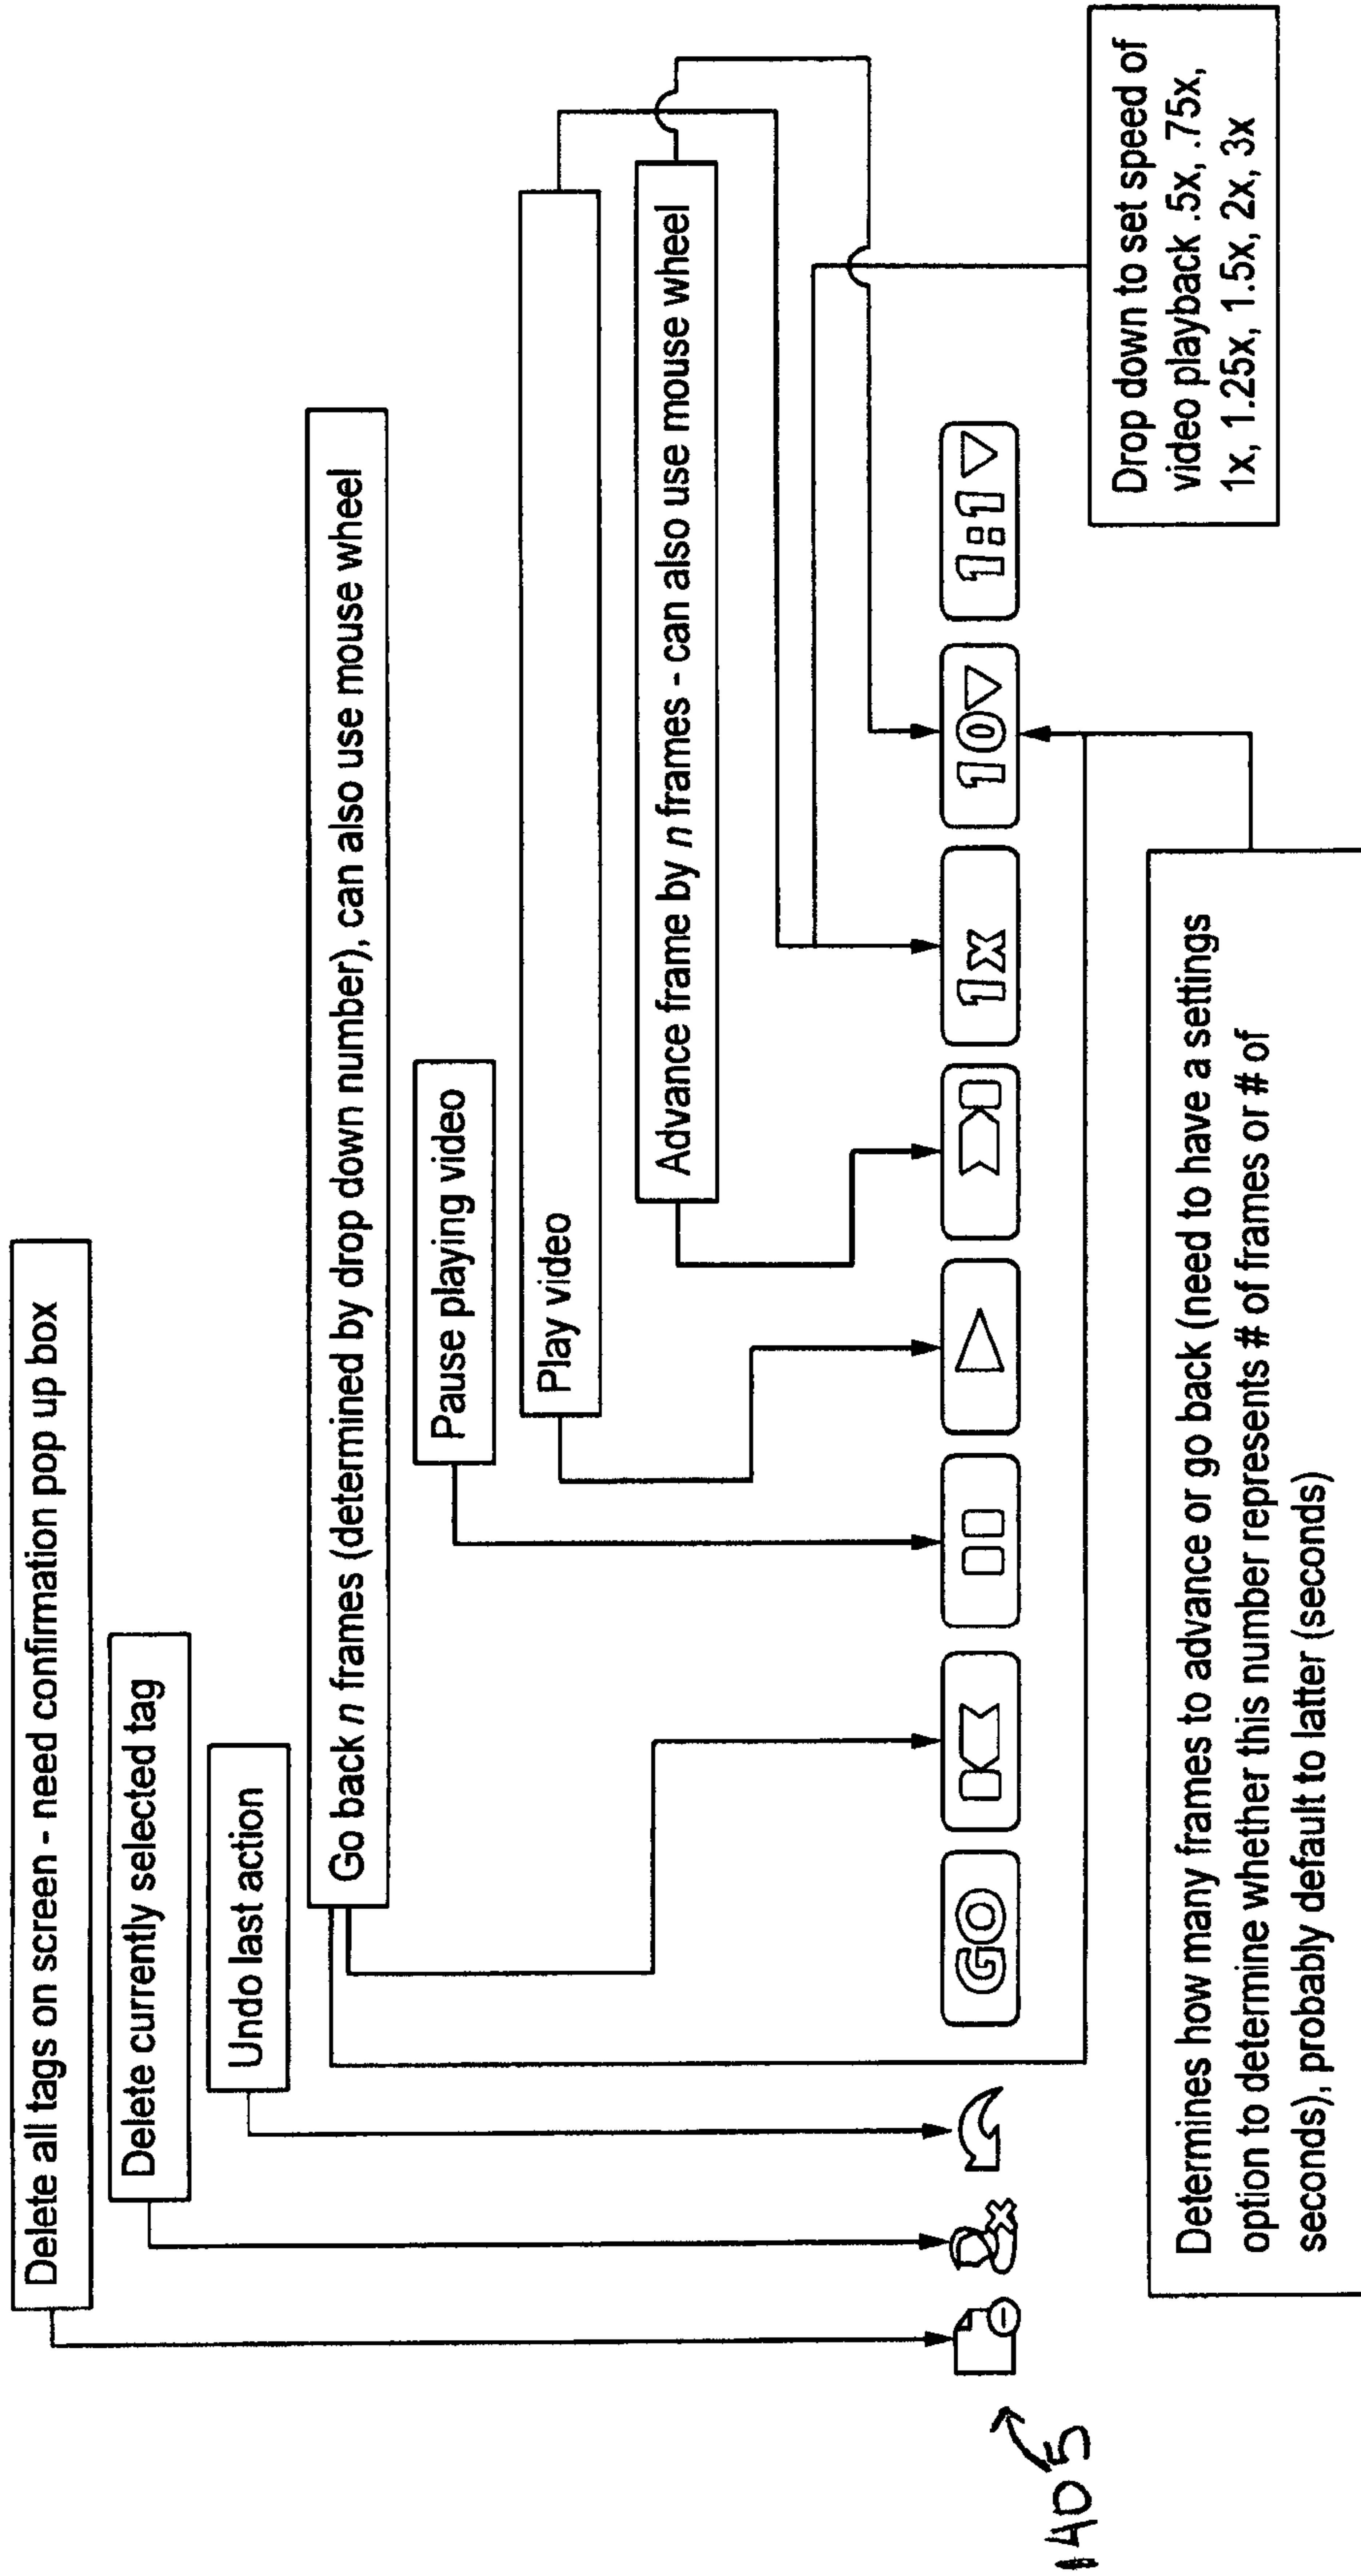 Delete all tags on screen - need confirmation pop up box
Delete currently selected tag
Undo last action
Go back n frames (determined by drop down number), can also use mouse wheel
Pause playing video
Play video
Advance frame by n frames - can also use mouse wheel
GO
1x
10
1:1
1405
Drop down to set speed of
video playback .5x, .75x,
1x, 1.25x, 1.5x, 2x, 3x
Determines how many frames to advance or go back (need to have a settings
option to determine whether this number represents # of frames or # of
seconds), probably default to latter (seconds)